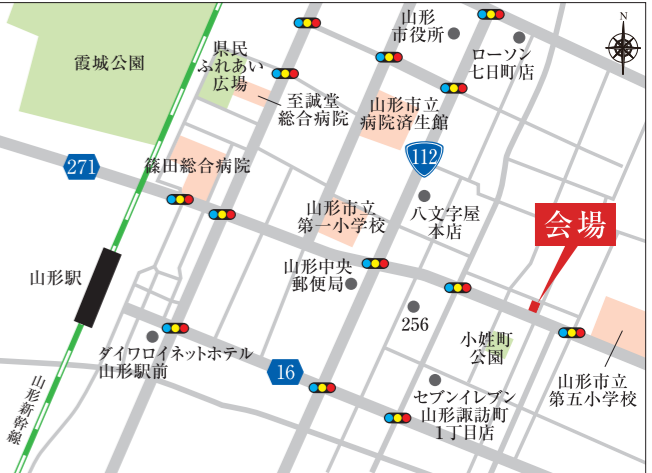 山形
市役所
N
ローソン
七日町店
霞城公園
県民
ふれあい
広場
至誠堂
総合病院
山形市立
病院済生館
112
271
篠田総合病院
山形市立
第一小学校
八文字屋
本店
会場
山形駅
山形中央
郵便局
256
小姓町
公園
ダイワロイネットホテル
山形駅前
16
山形市立
第五小学校
セブンイレブン
山形諏訪町
1丁目店
山形新幹線